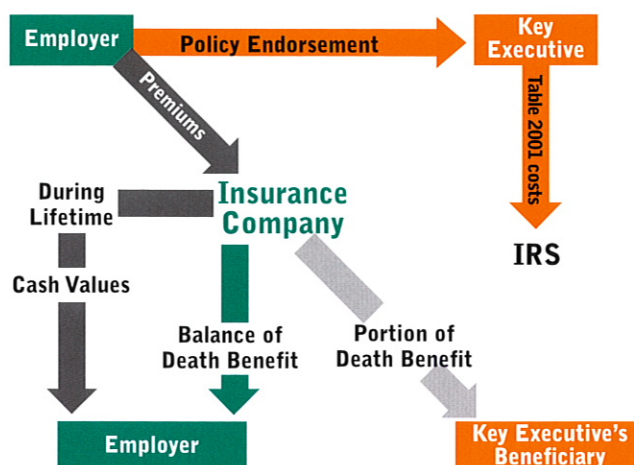 Employer
Policy Endorsement
Key
Executive
Premiums
Table 2001 costs
During
Lifetime
Insurance
Company
IRS
Cash Values
Balance of
Death Benefit
Portion of
Death Benefit
Employer
Key Executive's
Beneficiary